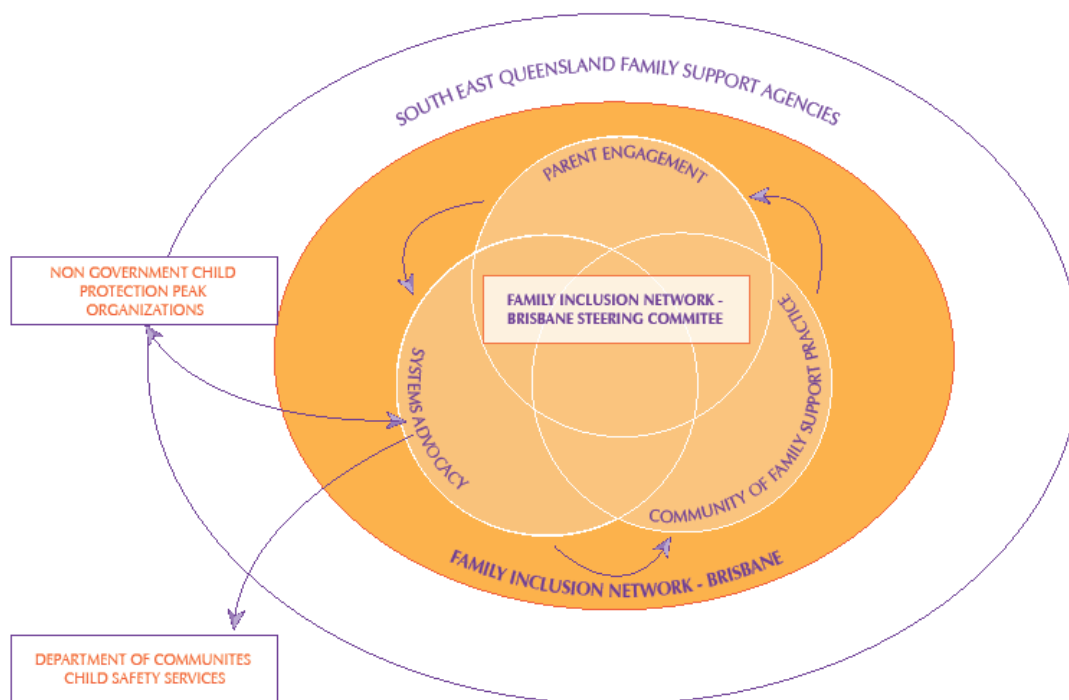 SOUTH EAST QUEENSLAND FAMILY SUPPORT AGENCIES
PARENT ENGAGEMENT
NON GOVERNMENT CHILD
PROTECTION PEAK
ORGANIZATIONS
FAMILY INCLUSION NETWORK -
BRISBANE STEERING COMMITEE
SYSTEMS ADVOCACY
COMMUNITY OF FAMILY SUPPORT PRACTICE
FAMILY INCLUSION NETWORK - BRISBANE
DEPARTMENT OF COMMUNITES
CHILD SAFETY SERVICES